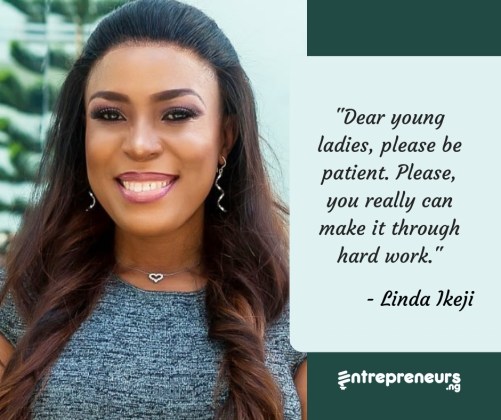 "Dear young
ladies, please be
patient. Please,
you really can
make it through
hard work."
- Linda Ikeji
Entrepreneurs
.ng